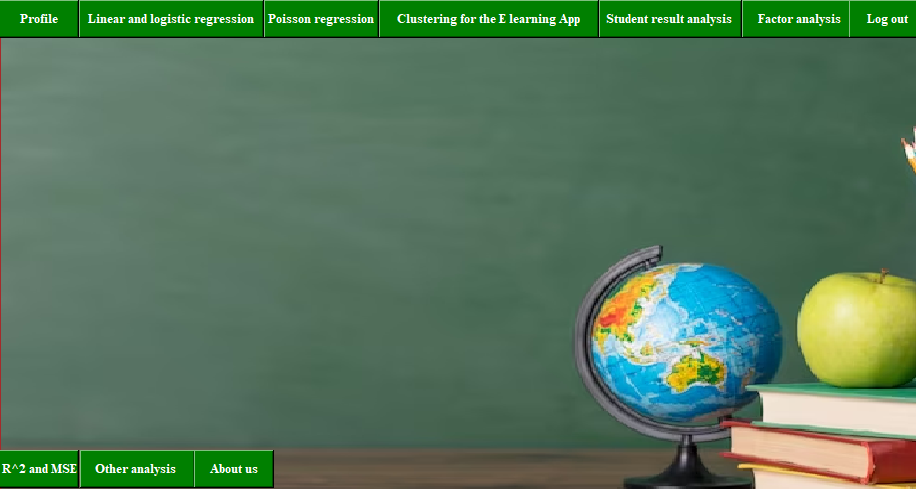 Profile
Linear and logistic regression
Poisson regression
Clustering for the E learning App
Student result analysis
Factor analysis
Log out
R^2 and MSE
Other analysis
About us